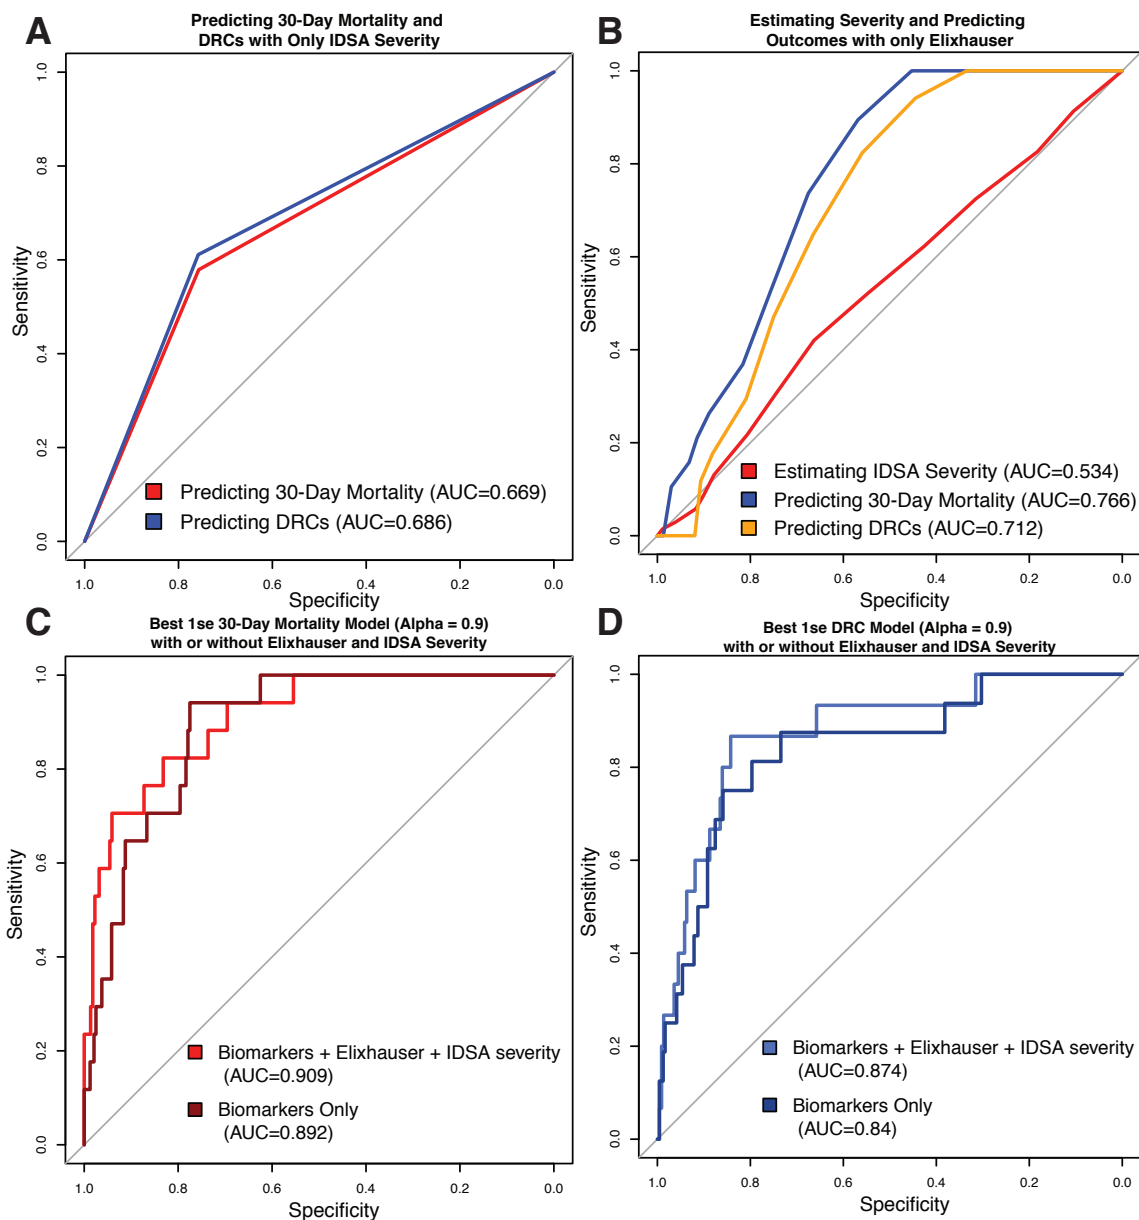 A
Predicting 30-Day Mortality and
DRCs with Only IDSA Severity
Sensitivity
1.0
0.8
0.6
0.4
0.2
0.0
Predicting 30-Day Mortality (AUC=0.669)
Predicting DRCs (AUC=0.686)
1.0 0.8 0.6 0.4 0.2 0.0
Specificity
B
Estimating Severity and Predicting
Outcomes with only Elixhauser
Sensitivity
1.0
0.8
0.6
0.4
0.2
0.0
Estimating IDSA Severity (AUC=0.534)
Predicting 30-Day Mortality (AUC=0.766)
Predicting DRCs (AUC=0.712)
1.0 0.8 0.6 0.4 0.2 0.0
Specificity
C
Best 1se 30-Day Mortality Model (Alpha = 0.9)
with or without Elixhauser and IDSA Severity
Sensitivity
1.0
0.8
0.6
0.4
0.2
0.0
Biomarkers + Elixhauser + IDSA severity
(AUC=0.909)
Biomarkers Only
(AUC=0.892)
1.0 0.8 0.6 0.4 0.2 0.0
Specificity
D
Best 1se DRC Model (Alpha = 0.9)
with or without Elixhauser and IDSA Severity
Sensitivity
1.0
0.8
0.6
0.4
0.2
0.0
Biomarkers + Elixhauser + IDSA severity
(AUC=0.874)
Biomarkers Only
(AUC=0.84)
1.0 0.8 0.6 0.4 0.2 0.0
Specificity